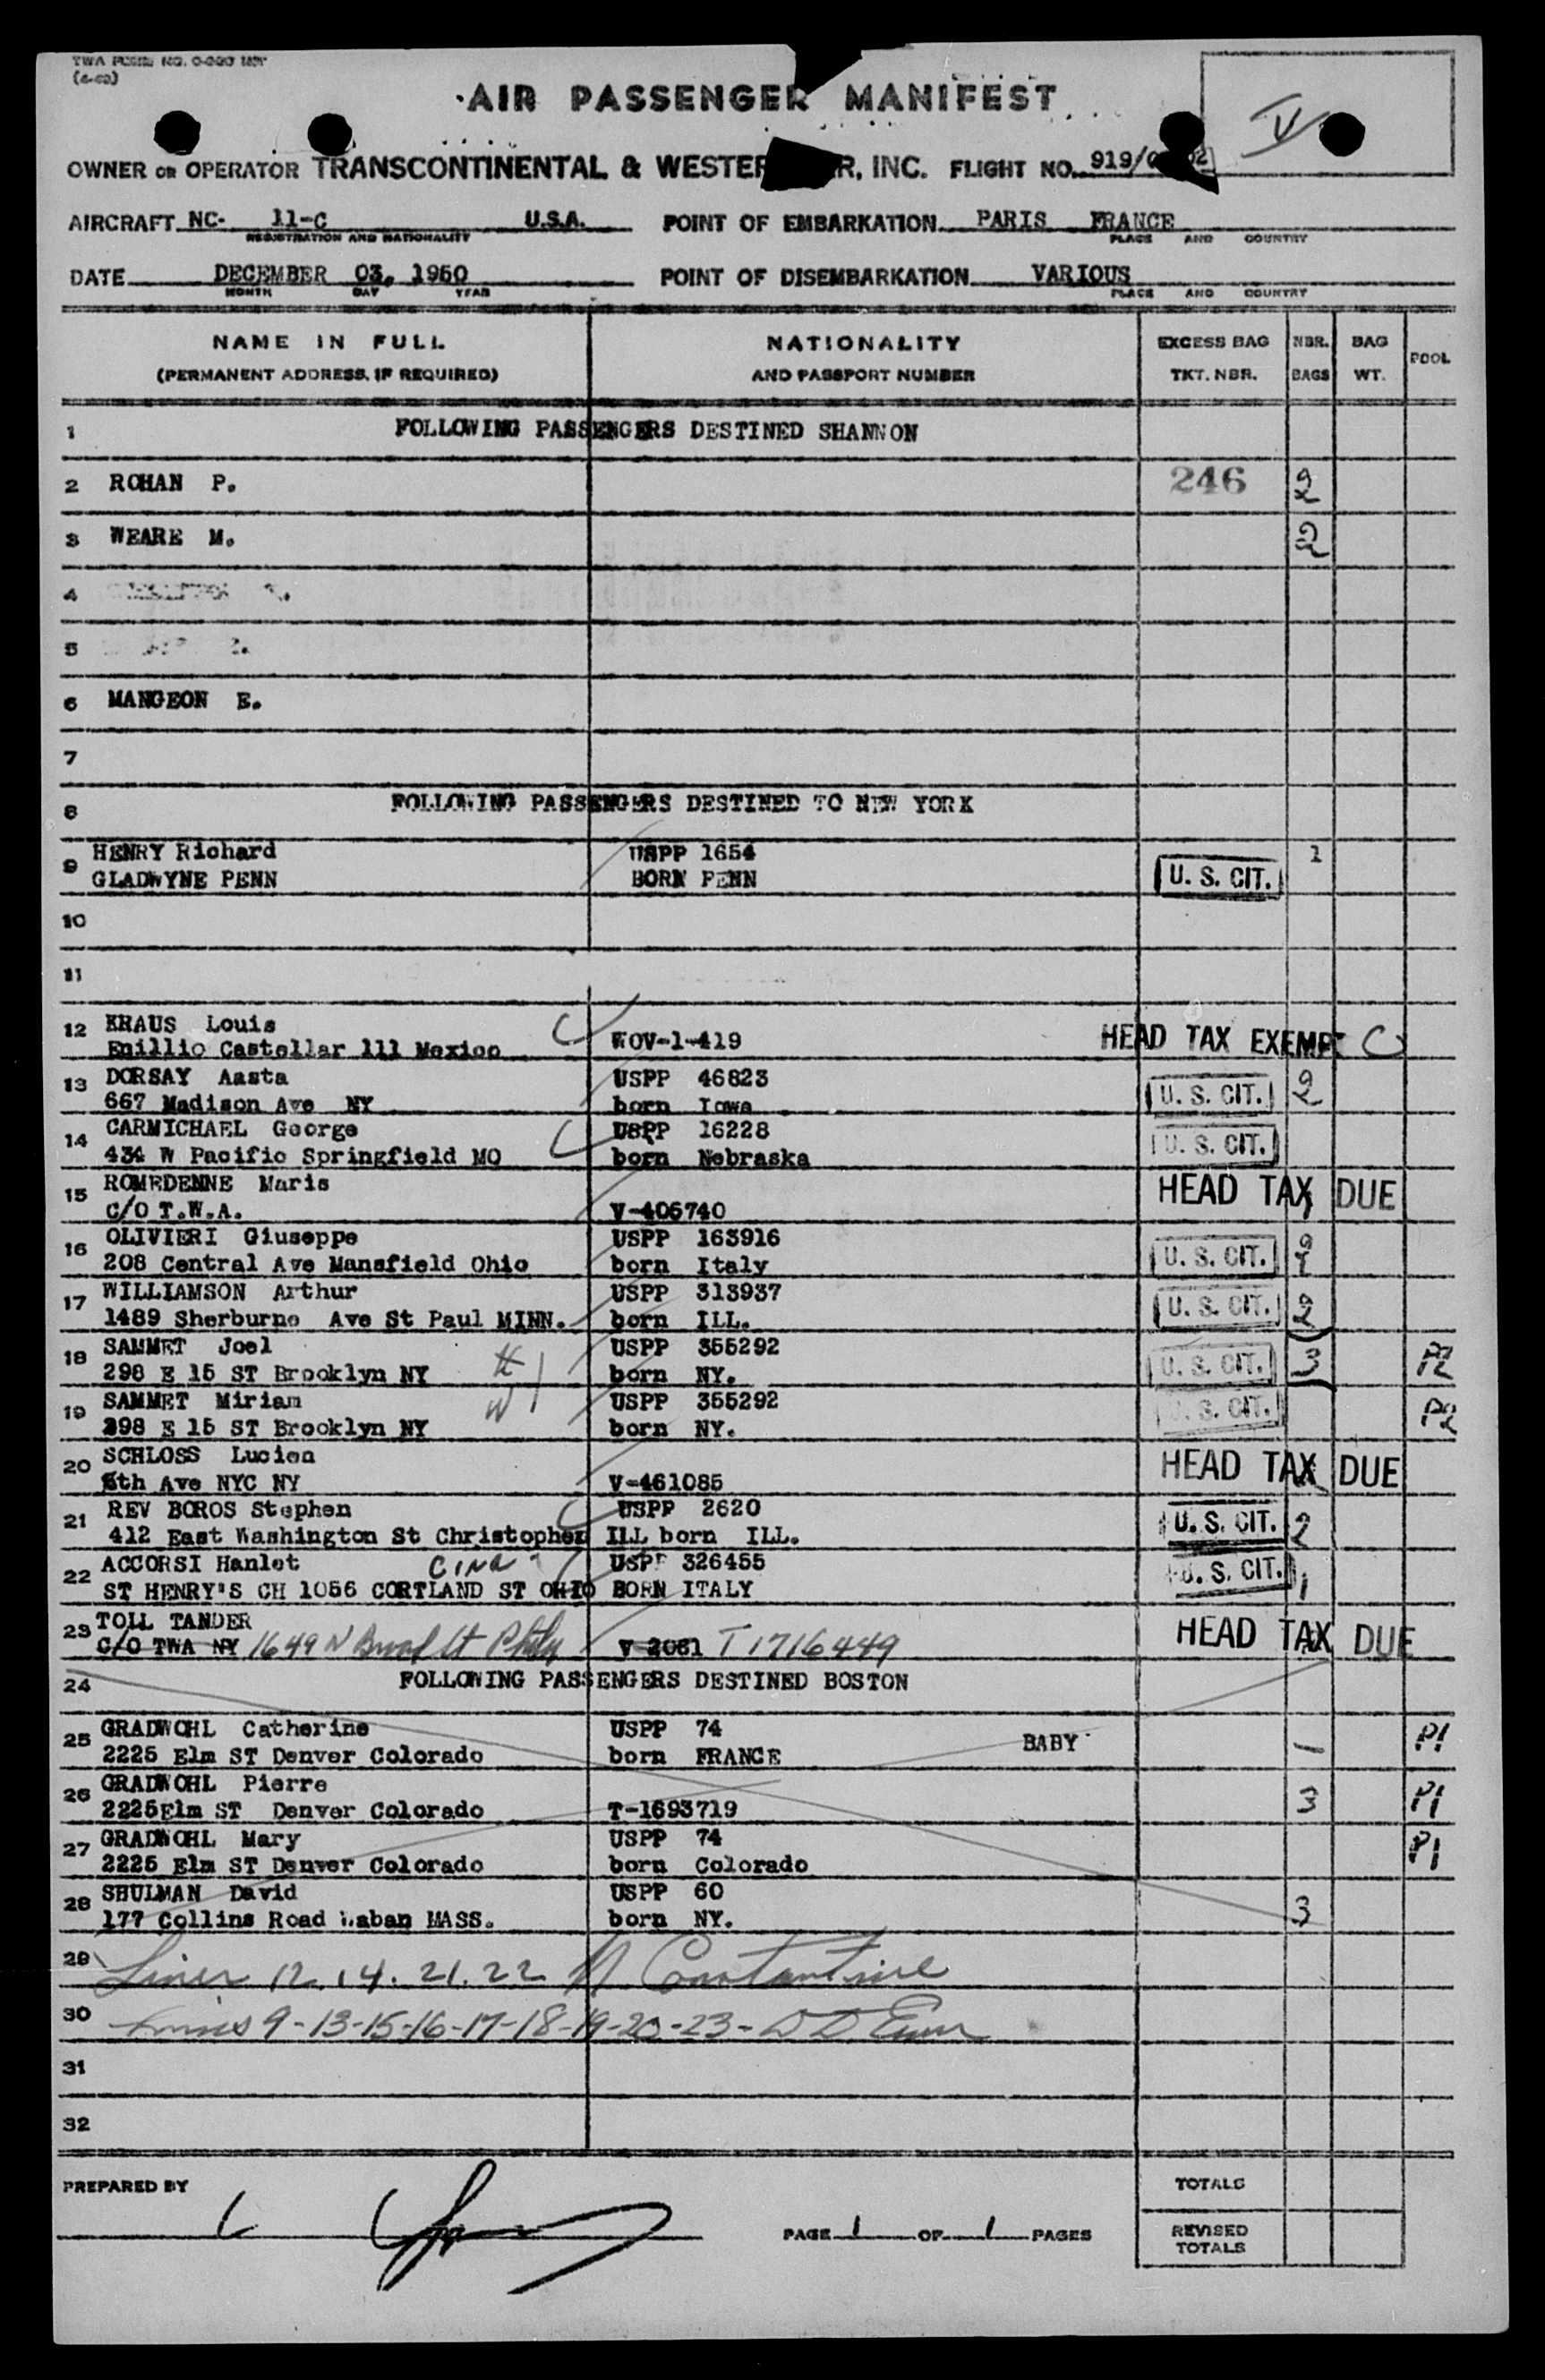 (4-50)
AIR PASSENGER MANIFEST
OWNER OR OPERATOR TRANSCONTINENTAL & WESTER R, INC. FLIGHT NO. 919/
AIRCRAFT NC- 11-C U.S.A. POINT OF EMBARKATION PARIS FRANCE
REGISTRATION AND NATIONALITY PLACE AND COUNTRY
DATE DECEMBER 03, 1950 POINT OF DISEMBARKATION VARIOUS
MONTH DAY YEAR PLACE AND COUNTRY
NAME IN FULL NATIONALITY EXCESS BAG NBR. BAG POOL
(PERMANENT ADDRESS, IF REQUIRED) AND PASSPORT NUMBER TKT. NBR. BAGS WT.
1 FOLLOWING PASSENGERS DESTINED SHANNON
2 ROHAN P. 246 2
3 WEARE M. 2
4
5
6 MANGEON E.
7
8 FOLLOWING PASSENGERS DESTINED TO NEW YORK
9 HENRY Richard USPP 1654 1
GLADWYNE PENN BORN PENN U. S. CIT.
10
11
12 KRAUS Louis
Emillio Castellar 111 Mexico WOV-1-419 HEAD TAX EXEMPT
13 DORSAY Aasta USPP 46823
667 Madison Ave NY born Iowa U. S. CIT. 2
14 CARMICHAEL George USPP 16228
434 W Pacific Springfield MO born Nebraska U. S. CIT.
15 ROMEDENNE Maris HEAD TAX DUE
C/O T.W.A. V-406740
16 OLIVIERI Giuseppe USPP 163916
208 Central Ave Mansfield Ohio born Italy U. S. CIT.
17 WILLIAMSON Arthur USPP 313937
1489 Sherburne Ave St Paul MINN. born ILL. U. S. CIT. 2
18 SAMMET Joel USPP 355292
298 E 15 ST Brooklyn NY H born NY. U. S. CIT. 3 P2
19 SAMMET Miriam W USPP 355292
298 E 15 ST Brooklyn NY born NY. U. S. CIT. P2
20 SCHLOSS Lucien HEAD TAX DUE
5th Ave NYC NY V-461085
21 REV BOROS Stephen USPP 2620
412 East Washington St Christopher ILL born ILL. U. S. CIT. 2
22 ACCORSI Hamlet CINN USPP 326455
ST HENRY'S CH 1056 CORTLAND ST OHIO BORN ITALY U. S. CIT. 1
23 TOLL TANDER HEAD TAX DUE
C/O TWA NY 1649 N Broad St Phila V-2081 T1716449
24 FOLLOWING PASSENGERS DESTINED BOSTON
25 GRADWOHL Catherine USPP 74 BABY
2225 Elm ST Denver Colorado born FRANCE - P1
26 GRADWOHL Pierre
2225Elm ST Denver Colorado T-1693719 3 P1
27 GRADWOHL Mary USPP 74
2225 Elm ST Denver Colorado born Colorado P1
28 SHULMAN David USPP 60
177 Collins Road Waban MASS. born NY. 3
29 Lines 12. 14. 21. 22 Constantine
30 Lines 9-13-15-16-17-18-19-20-23-
31
32
PREPARED BY
TOTALS
PAGE 1 OF 1 PAGES
REVISED
TOTALS